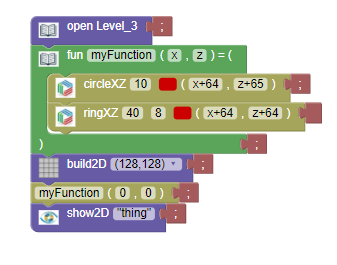 open Level_3 ;
fun myFunction ( x , z ) = (
circleXZ 10 ( x+64 , z+65 ) ;
ringXZ 40 8 ( x+64 , z+64 ) ;
) ;
build2D (128,128) ;
myFunction ( 0 , 0 ) ;
show2D "thing" ;